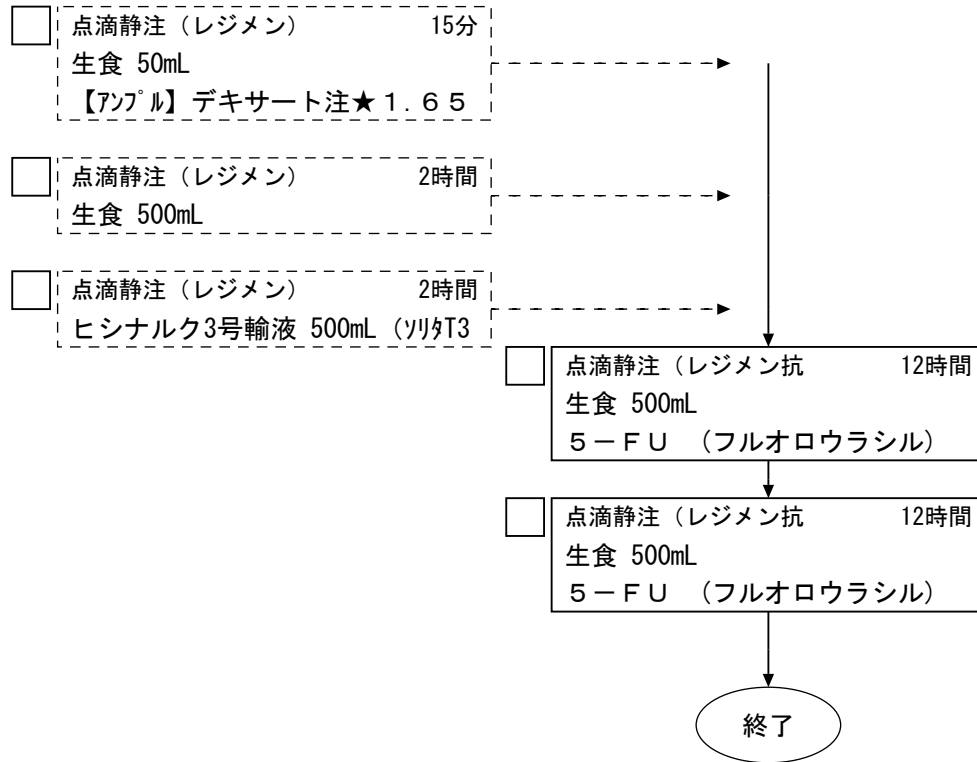 点滴静注（レジメン） 15分
生食 50mL
【ｱﾝﾌﾟﾙ】デキサート注★１.６５
点滴静注（レジメン） 2時間
生食 500mL
点滴静注（レジメン） 2時間
ヒシナルク3号輸液 500mL（ｿﾘﾀT3
点滴静注（レジメン抗 12時間
生食 500mL
５－ＦＵ （フルオロウラシル）
点滴静注（レジメン抗 12時間
生食 500mL
５－ＦＵ （フルオロウラシル）
終了